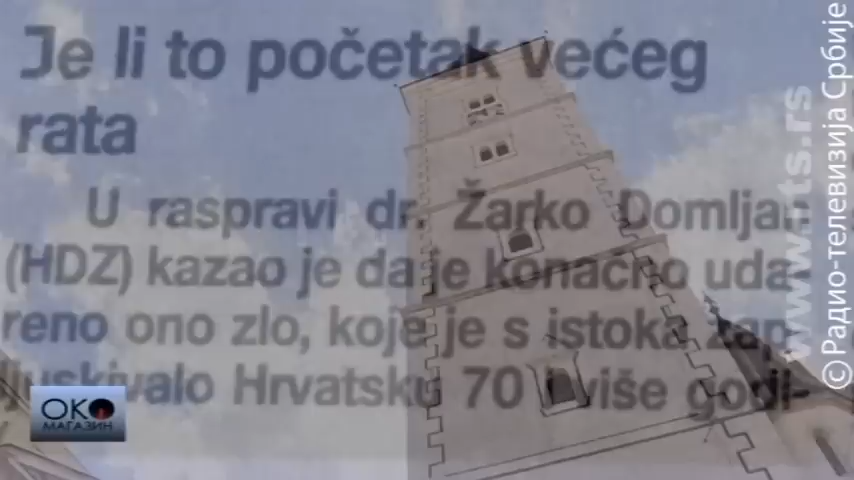 Je li to početak većeg
rata
U raspravi dr. Žarko Domljan
(HDZ) kazao je da je konačno uda-
reno ono zlo, koje je s istoka zap-
ljuskivalo Hrvatsku 70 i više godi-
ОКО
МАГАЗИН
© Радио-телевизија Србије
www.rts.rs